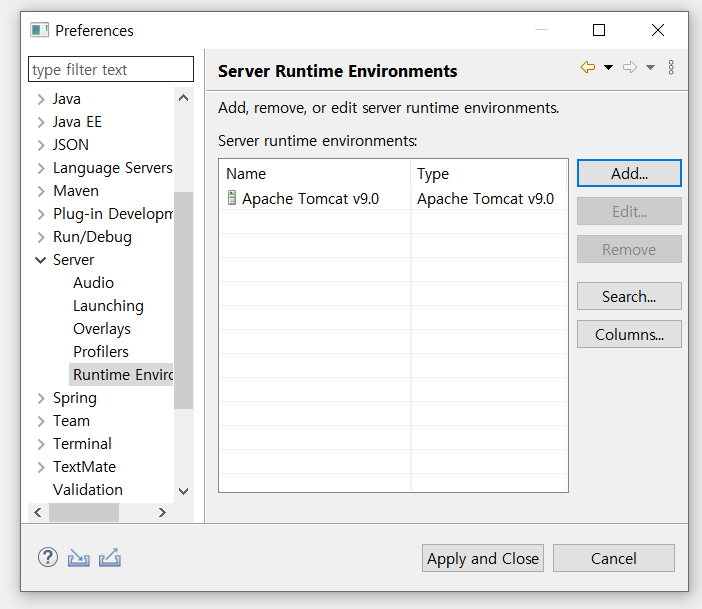 Preferences
type filter text
Java
Java EE
JSON
Language Servers
Maven
Plug-in Developm
Run/Debug
Server
Audio
Launching
Overlays
Profilers
Runtime Enviro
Spring
Team
Terminal
TextMate
Validation
Server Runtime Environments
Add, remove, or edit server runtime environments.
Server runtime environments:
Name Type
Apache Tomcat v9.0 Apache Tomcat v9.0
Add...
Edit...
Remove
Search...
Columns...
?
Apply and Close Cancel